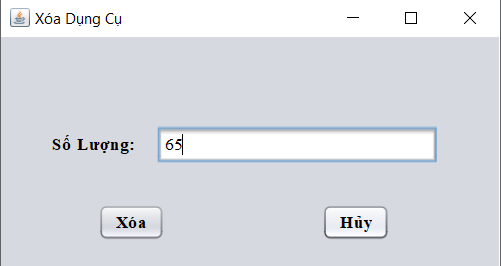 Xóa Dụng Cụ
Số Lượng: 65
Xóa Hủy